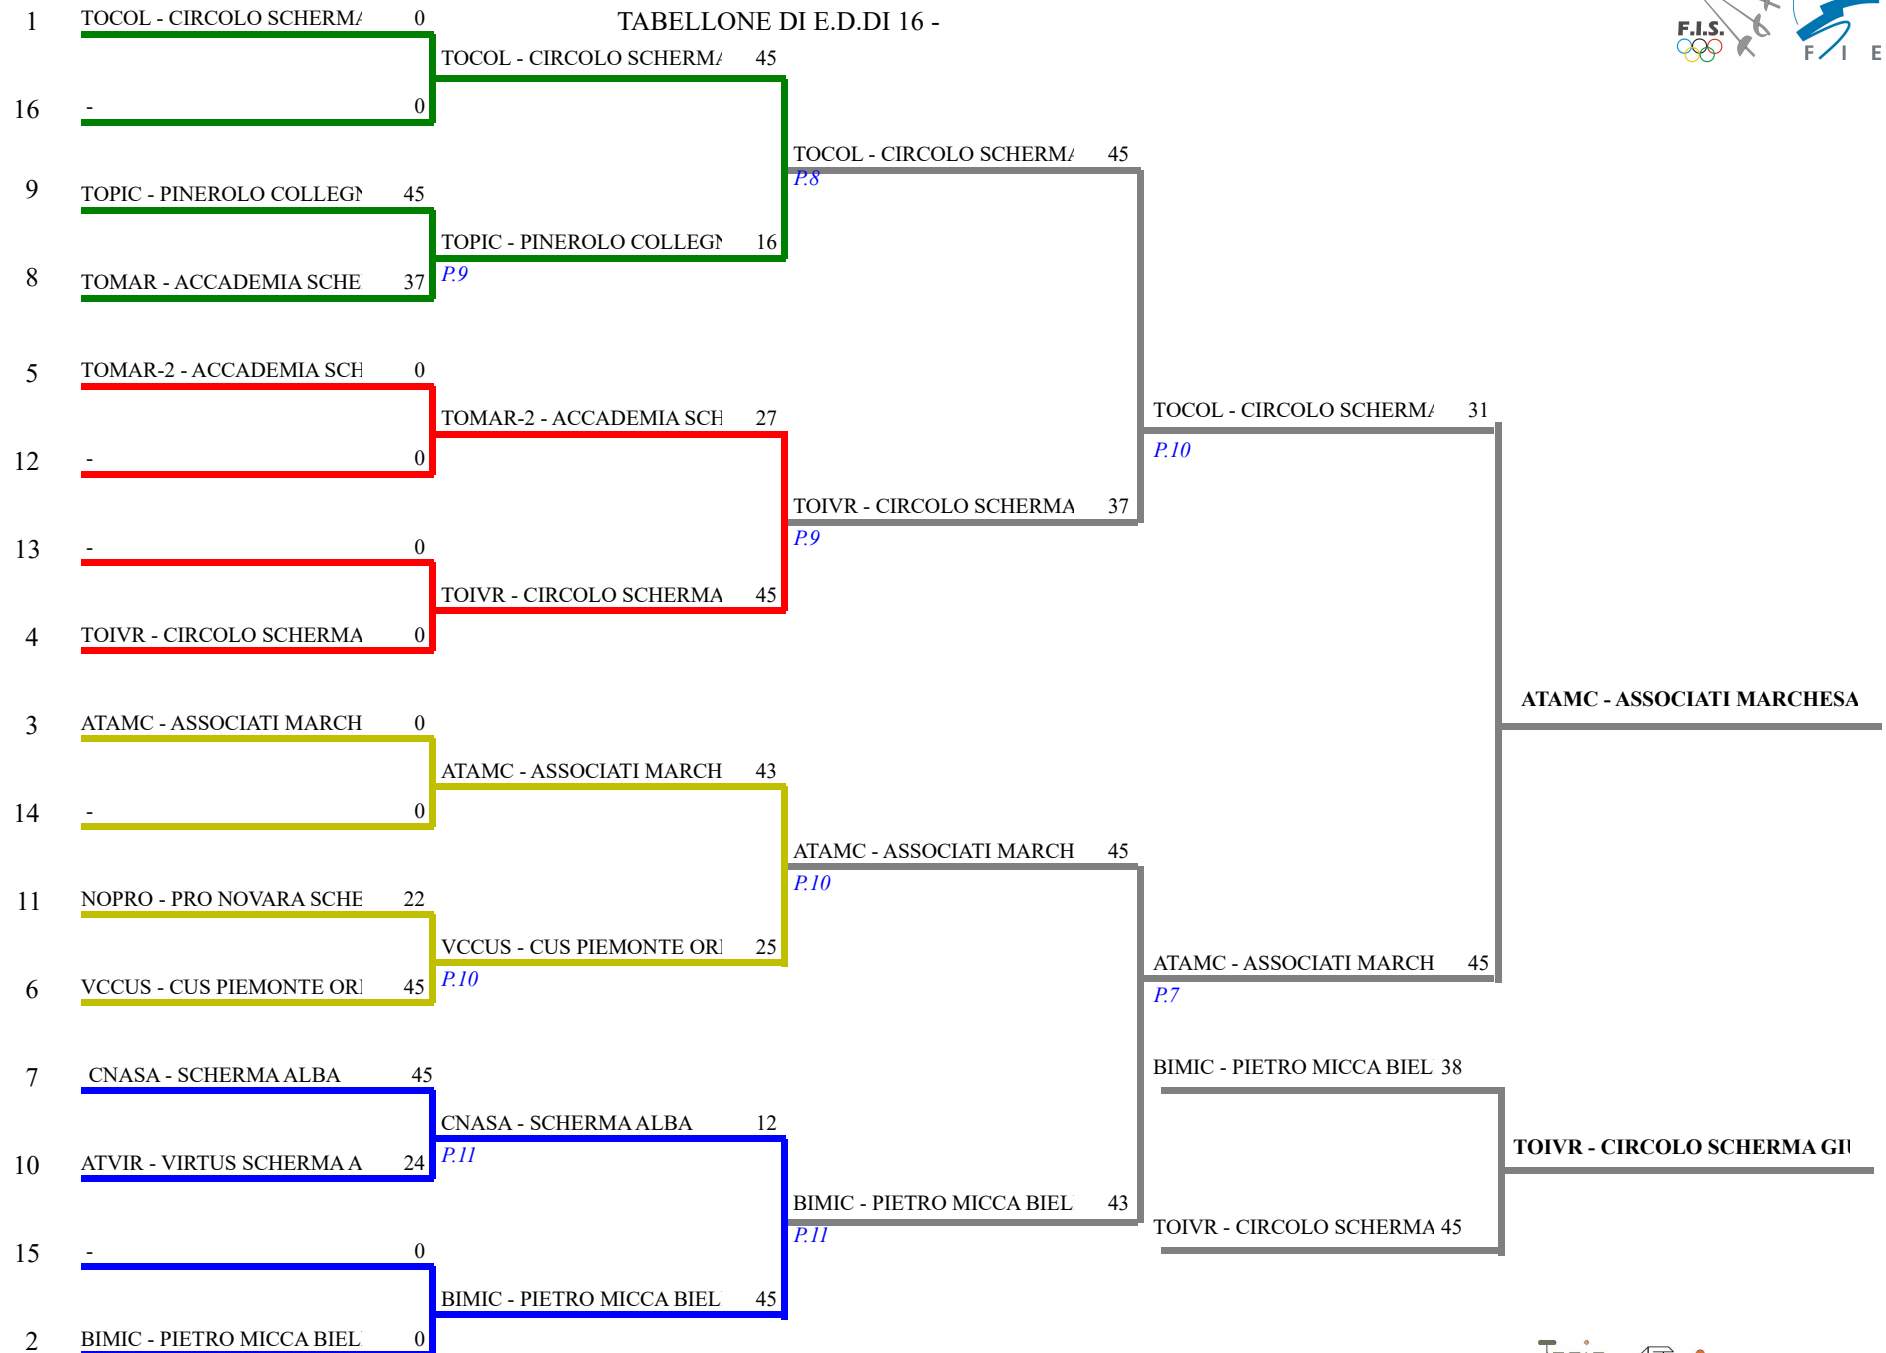 TABELLONE DI E.D.DI 16 -
F.I.S.
F I E
1 TOCOL - CIRCOLO SCHERMA 0
TOCOL - CIRCOLO SCHERMA 45
16 - 0
TOCOL - CIRCOLO SCHERMA 45
P.8
9 TOPIC - PINEROLO COLLEGN 45
TOPIC - PINEROLO COLLEGN 16
P.9
8 TOMAR - ACCADEMIA SCHE 37
5 TOMAR-2 - ACCADEMIA SCH 0
TOMAR-2 - ACCADEMIA SCH 27
TOCOL - CIRCOLO SCHERMA 31
P.10
12 - 0
TOIVR - CIRCOLO SCHERMA 37
P.9
13 - 0
TOIVR - CIRCOLO SCHERMA 45
4 TOIVR - CIRCOLO SCHERMA 0
ATAMC - ASSOCIATI MARCHESA
3 ATAMC - ASSOCIATI MARCH 0
ATAMC - ASSOCIATI MARCH 43
14 - 0
ATAMC - ASSOCIATI MARCH 45
P.10
11 NOPRO - PRO NOVARA SCHE 22
VCCUS - CUS PIEMONTE ORI 25
P.10
ATAMC - ASSOCIATI MARCH 45
P.7
6 VCCUS - CUS PIEMONTE ORI 45
7 CNASA - SCHERMA ALBA 45
BIMIC - PIETRO MICCA BIEL 38
CNASA - SCHERMA ALBA 12
P.11
TOIVR - CIRCOLO SCHERMA GIU
10 ATVIR - VIRTUS SCHERMA A 24
BIMIC - PIETRO MICCA BIEL 43
P.11
TOIVR - CIRCOLO SCHERMA 45
15 - 0
BIMIC - PIETRO MICCA BIEL 45
2 BIMIC - PIETRO MICCA BIEL 0